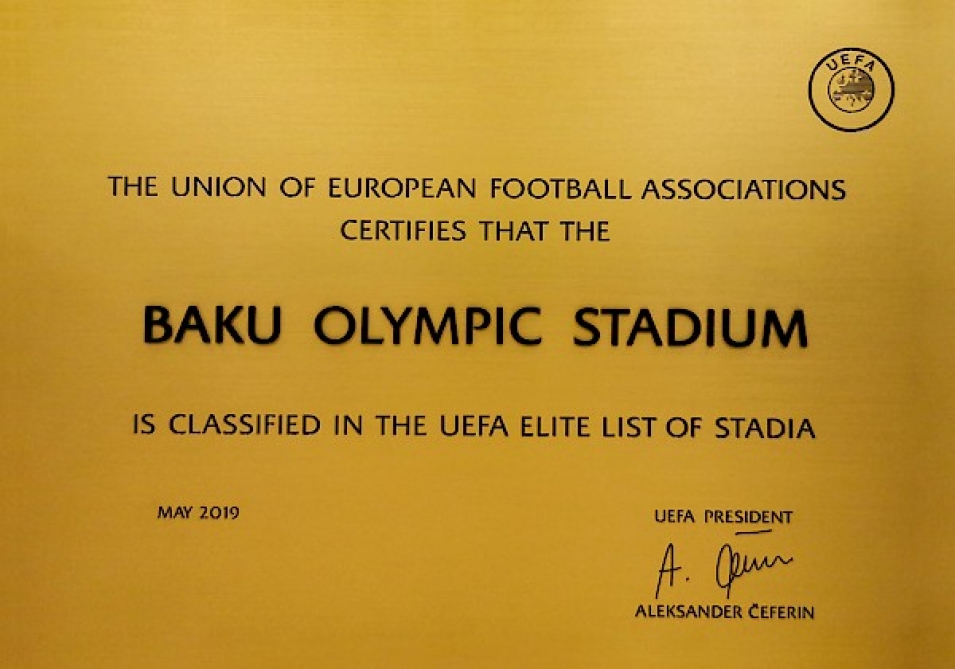 UEFA
THE UNION OF EUROPEAN FOOTBALL ASSOCIATIONS
CERTIFIES THAT THE
BAKU OLYMPIC STADIUM
IS CLASSIFIED IN THE UEFA ELITE LIST OF STADIA
MAY 2019
UEFA PRESIDENT
ALEKSANDER ČEFERIN